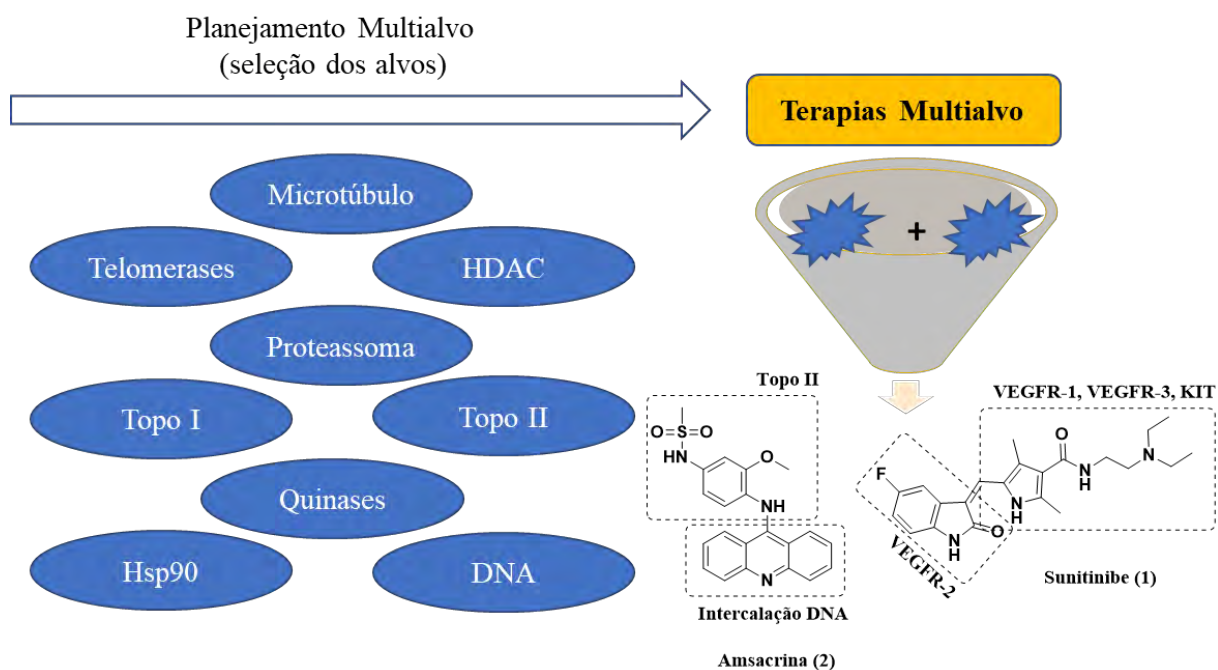 Planejamento Multialvo
(seleção dos alvos)
Terapias Multialvo
Microtúbulo
Telomerases
HDAC
Proteassoma
Topo I
Topo II
Quinases
Hsp90
DNA
+
Topo II
O
S
O
HN
O
NH
N
Intercalação DNA
Amsacrina (2)
VEGFR-1, VEGFR-3, KIT
O
N
N
H
F
N
H
O
N
H
VEGFR-2
Sunitinibe (1)